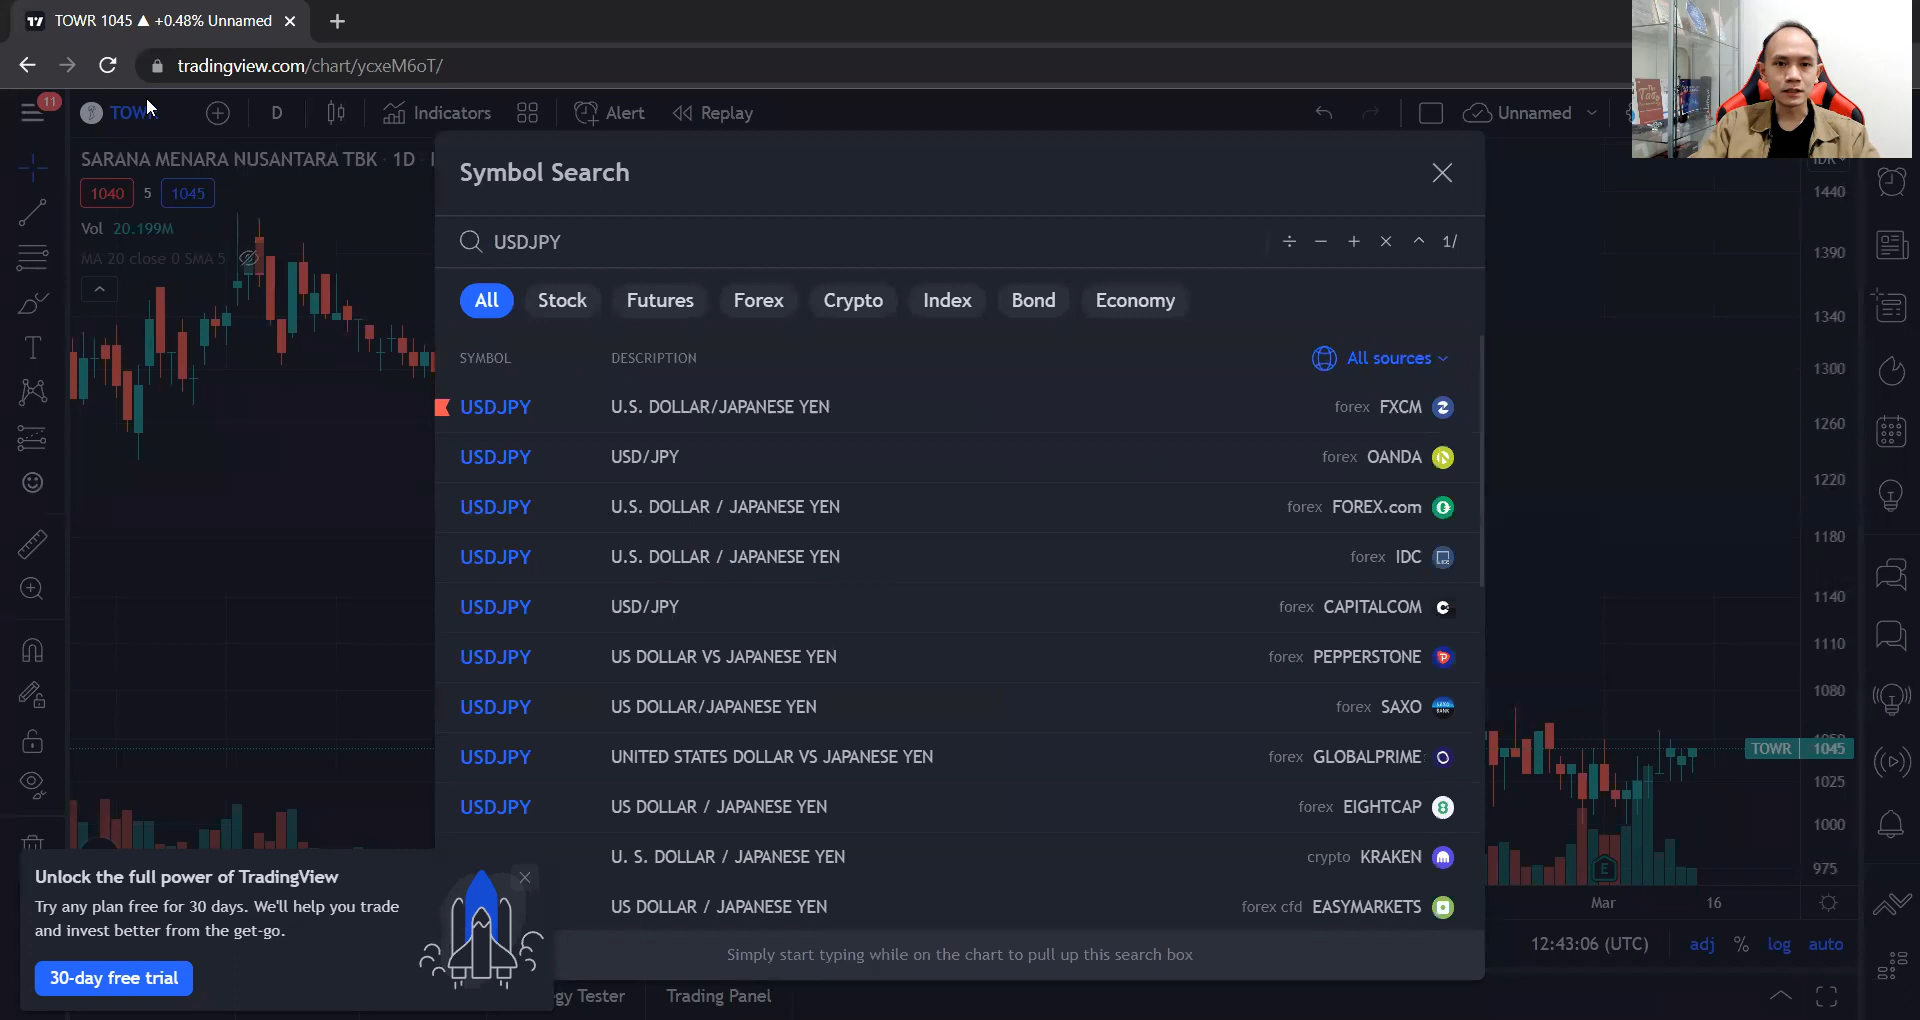 TOWR 1045 ▲ +0.48% Unnamed
tradingview.com/chart/ycxeM6oT/
11
D
Indicators
Alert
Replay
Unnamed
SARANA MENARA NUSANTARA TBK · 1D
1040 5 1045
Vol 20.199M
MA 20 close 0 SMA 5
Symbol Search
USDJPY
÷ − + × ^ 1/
All Stock Futures Forex Crypto Index Bond Economy
SYMBOL DESCRIPTION All sources
USDJPY U.S. DOLLAR/JAPANESE YEN forex FXCM
USDJPY USD/JPY forex OANDA
USDJPY U.S. DOLLAR / JAPANESE YEN forex FOREX.com
USDJPY U.S. DOLLAR / JAPANESE YEN forex IDC
USDJPY USD/JPY forex CAPITALCOM
USDJPY US DOLLAR VS JAPANESE YEN forex PEPPERSTONE
USDJPY US DOLLAR/JAPANESE YEN forex SAXO
USDJPY UNITED STATES DOLLAR VS JAPANESE YEN forex GLOBALPRIME
USDJPY US DOLLAR / JAPANESE YEN forex EIGHTCAP
U. S. DOLLAR / JAPANESE YEN crypto KRAKEN
US DOLLAR / JAPANESE YEN forex cfd EASYMARKETS
Simply start typing while on the chart to pull up this search box
1440
1390
1340
1300
1260
1220
1180
1140
1110
1080
TOWR 1045
1025
1000
975
E
Mar 16
12:43:06 (UTC) adj % log auto
Unlock the full power of TradingView
Try any plan free for 30 days. We'll help you trade
and invest better from the get-go.
30-day free trial
gy Tester Trading Panel